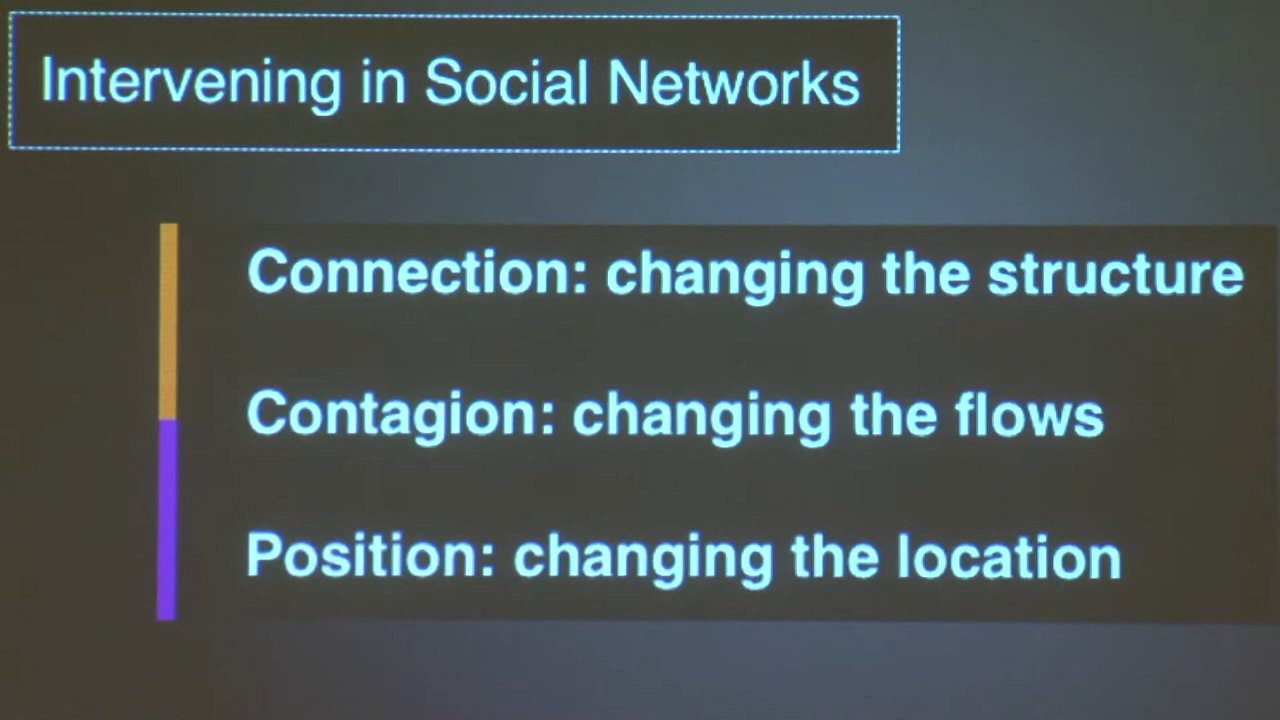 Intervening in Social Networks
Connection: changing the structure
Contagion: changing the flows
Position: changing the location